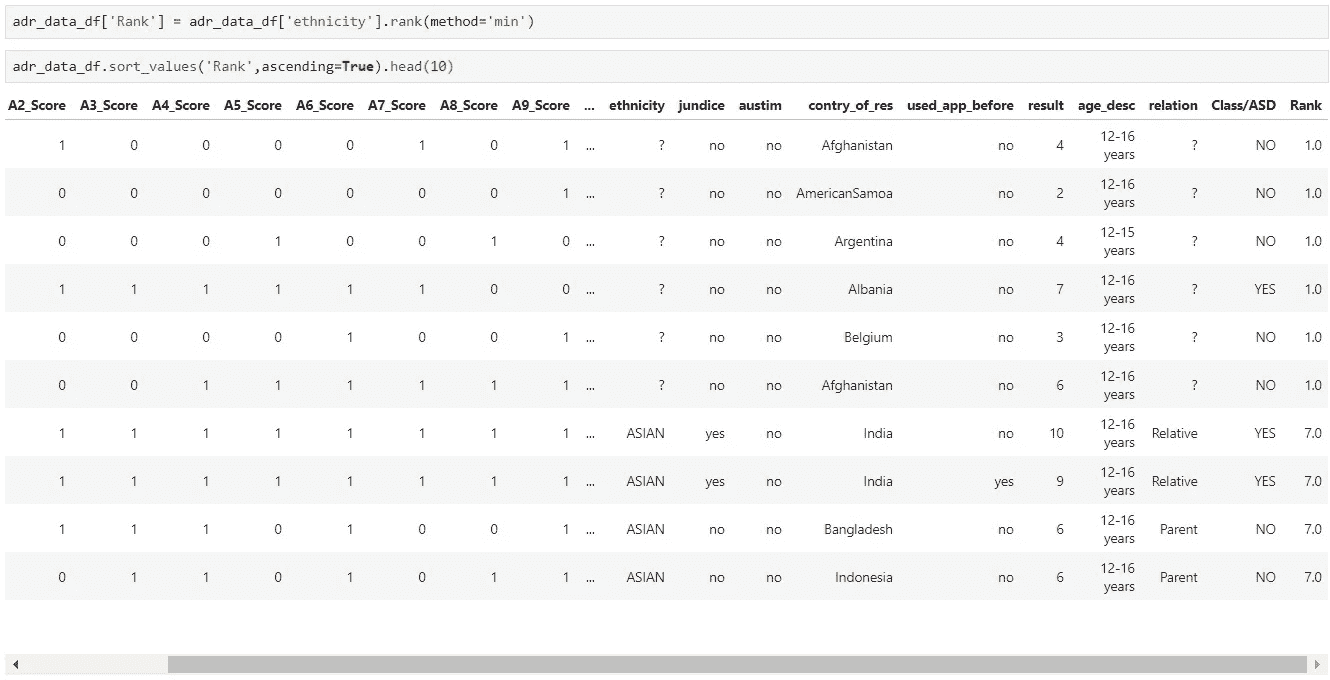 adr_data_df['Rank'] = adr_data_df['ethnicity'].rank(method='min')
adr_data_df.sort_values('Rank',ascending=True).head(10)
A2_Score A3_Score A4_Score A5_Score A6_Score A7_Score A8_Score A9_Score ... ethnicity jundice austim contry_of_res used_app_before result age_desc relation Class/ASD Rank
1 0 0 0 0 1 0 1 ... ? no no Afghanistan no 4 12-16 years ? NO 1.0
0 0 0 0 0 0 0 1 ... ? no no AmericanSamoa no 2 12-16 years ? NO 1.0
0 0 0 1 0 0 1 0 ... ? no no Argentina no 4 12-15 years ? NO 1.0
1 1 1 1 1 1 0 0 ... ? no no Albania no 7 12-16 years ? YES 1.0
0 0 0 0 1 0 0 1 ... ? no no Belgium no 3 12-16 years ? NO 1.0
0 0 1 1 1 1 1 1 ... ? no no Afghanistan no 6 12-16 years ? NO 1.0
1 1 1 1 1 1 1 1 ... ASIAN yes no India no 10 12-16 years Relative YES 7.0
1 1 1 1 1 1 1 1 ... ASIAN yes no India yes 9 12-16 years Relative YES 7.0
1 1 1 0 1 0 0 1 ... ASIAN no no Bangladesh no 6 12-16 years Parent NO 7.0
0 1 1 0 1 0 1 1 ... ASIAN no no Indonesia no 6 12-16 years Parent NO 7.0